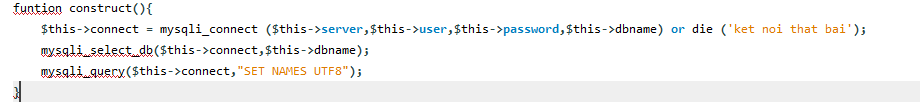 funtion construct(){
$this->connect = mysqli_connect ($this->server,$this->user,$this->password,$this->dbname) or die ('ket noi that bai');
mysqli_select_db($this->connect,$this->dbname);
mysqli_query($this->connect,"SET NAMES UTF8");
}